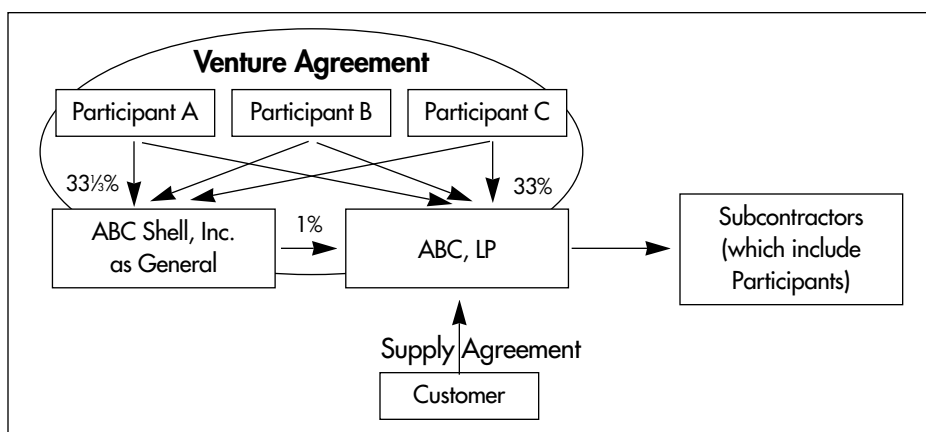 Venture Agreement
Participant A
Participant B
Participant C
33⅓%
33%
ABC Shell, Inc.
as General
1%
ABC, LP
Subcontractors
(which include
Participants)
Supply Agreement
Customer